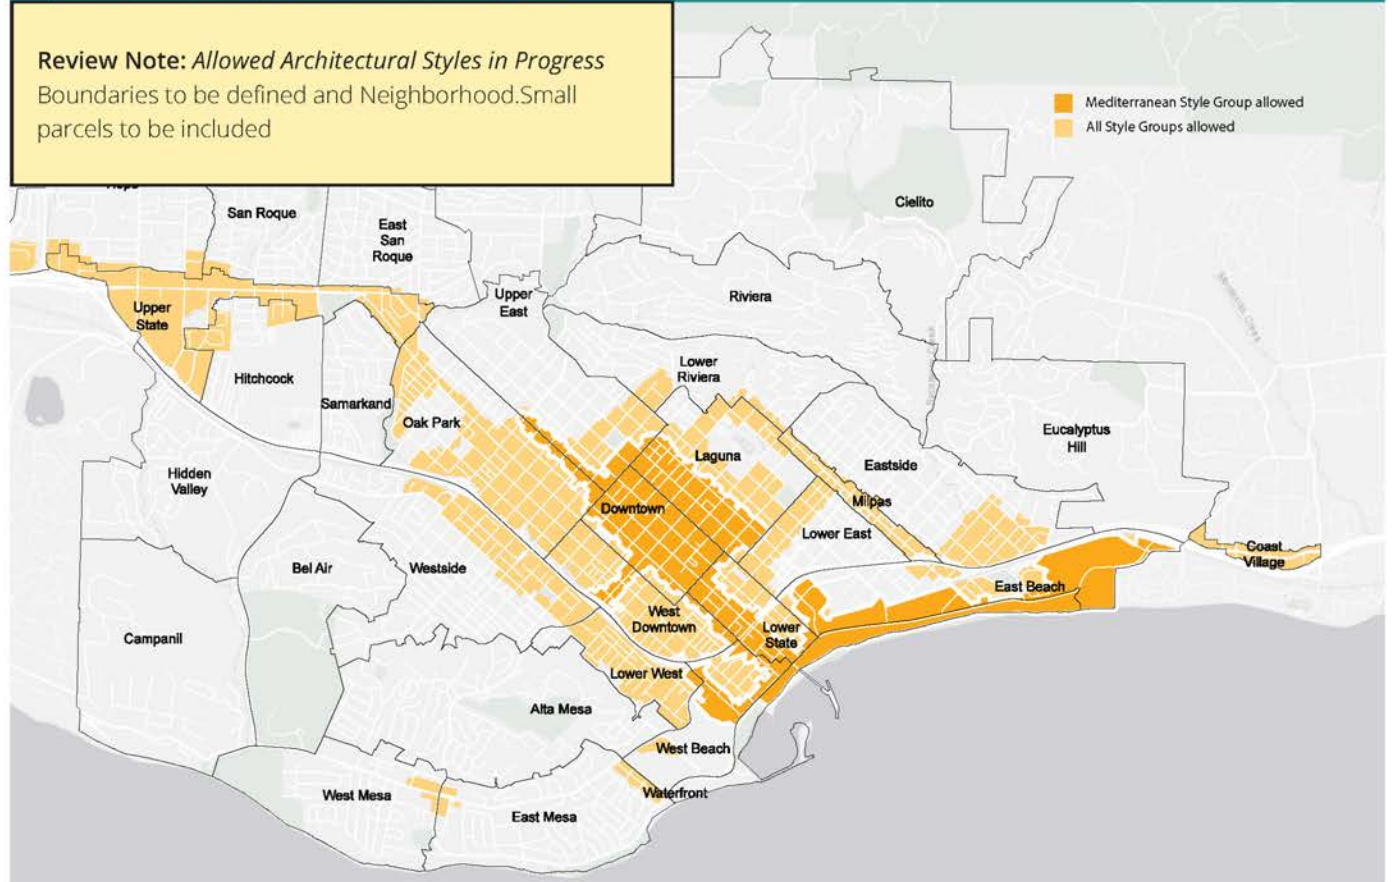 Review Note: Allowed Architectural Styles in Progress
Boundaries to be defined and Neighborhood.Small
parcels to be included
Mediterranean Style Group allowed
All Style Groups allowed
Cielito
San Roque
East
San
Roque
Upper
State
Upper
East
Riviera
Hitchcock
Samarkand
Lower
Riviera
Oak Park
Eucalyptus
Hill
Laguna
Eastside
Hidden
Valley
Milpas
Downtown
Lower East
Coast
Village
Bel Air
Westside
East Beach
West
Downtown
Lower
State
Campanil
Lower West
Alta Mesa
West Beach
West Mesa
Waterfront
East Mesa